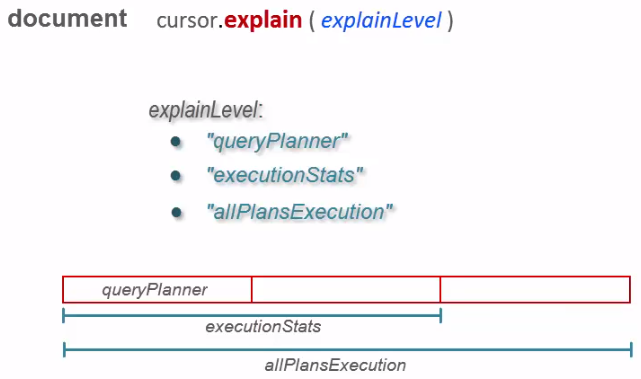 document cursor.explain ( explainLevel )
explainLevel:
• "queryPlanner"
• "executionStats"
• "allPlansExecution"
queryPlanner
executionStats
allPlansExecution